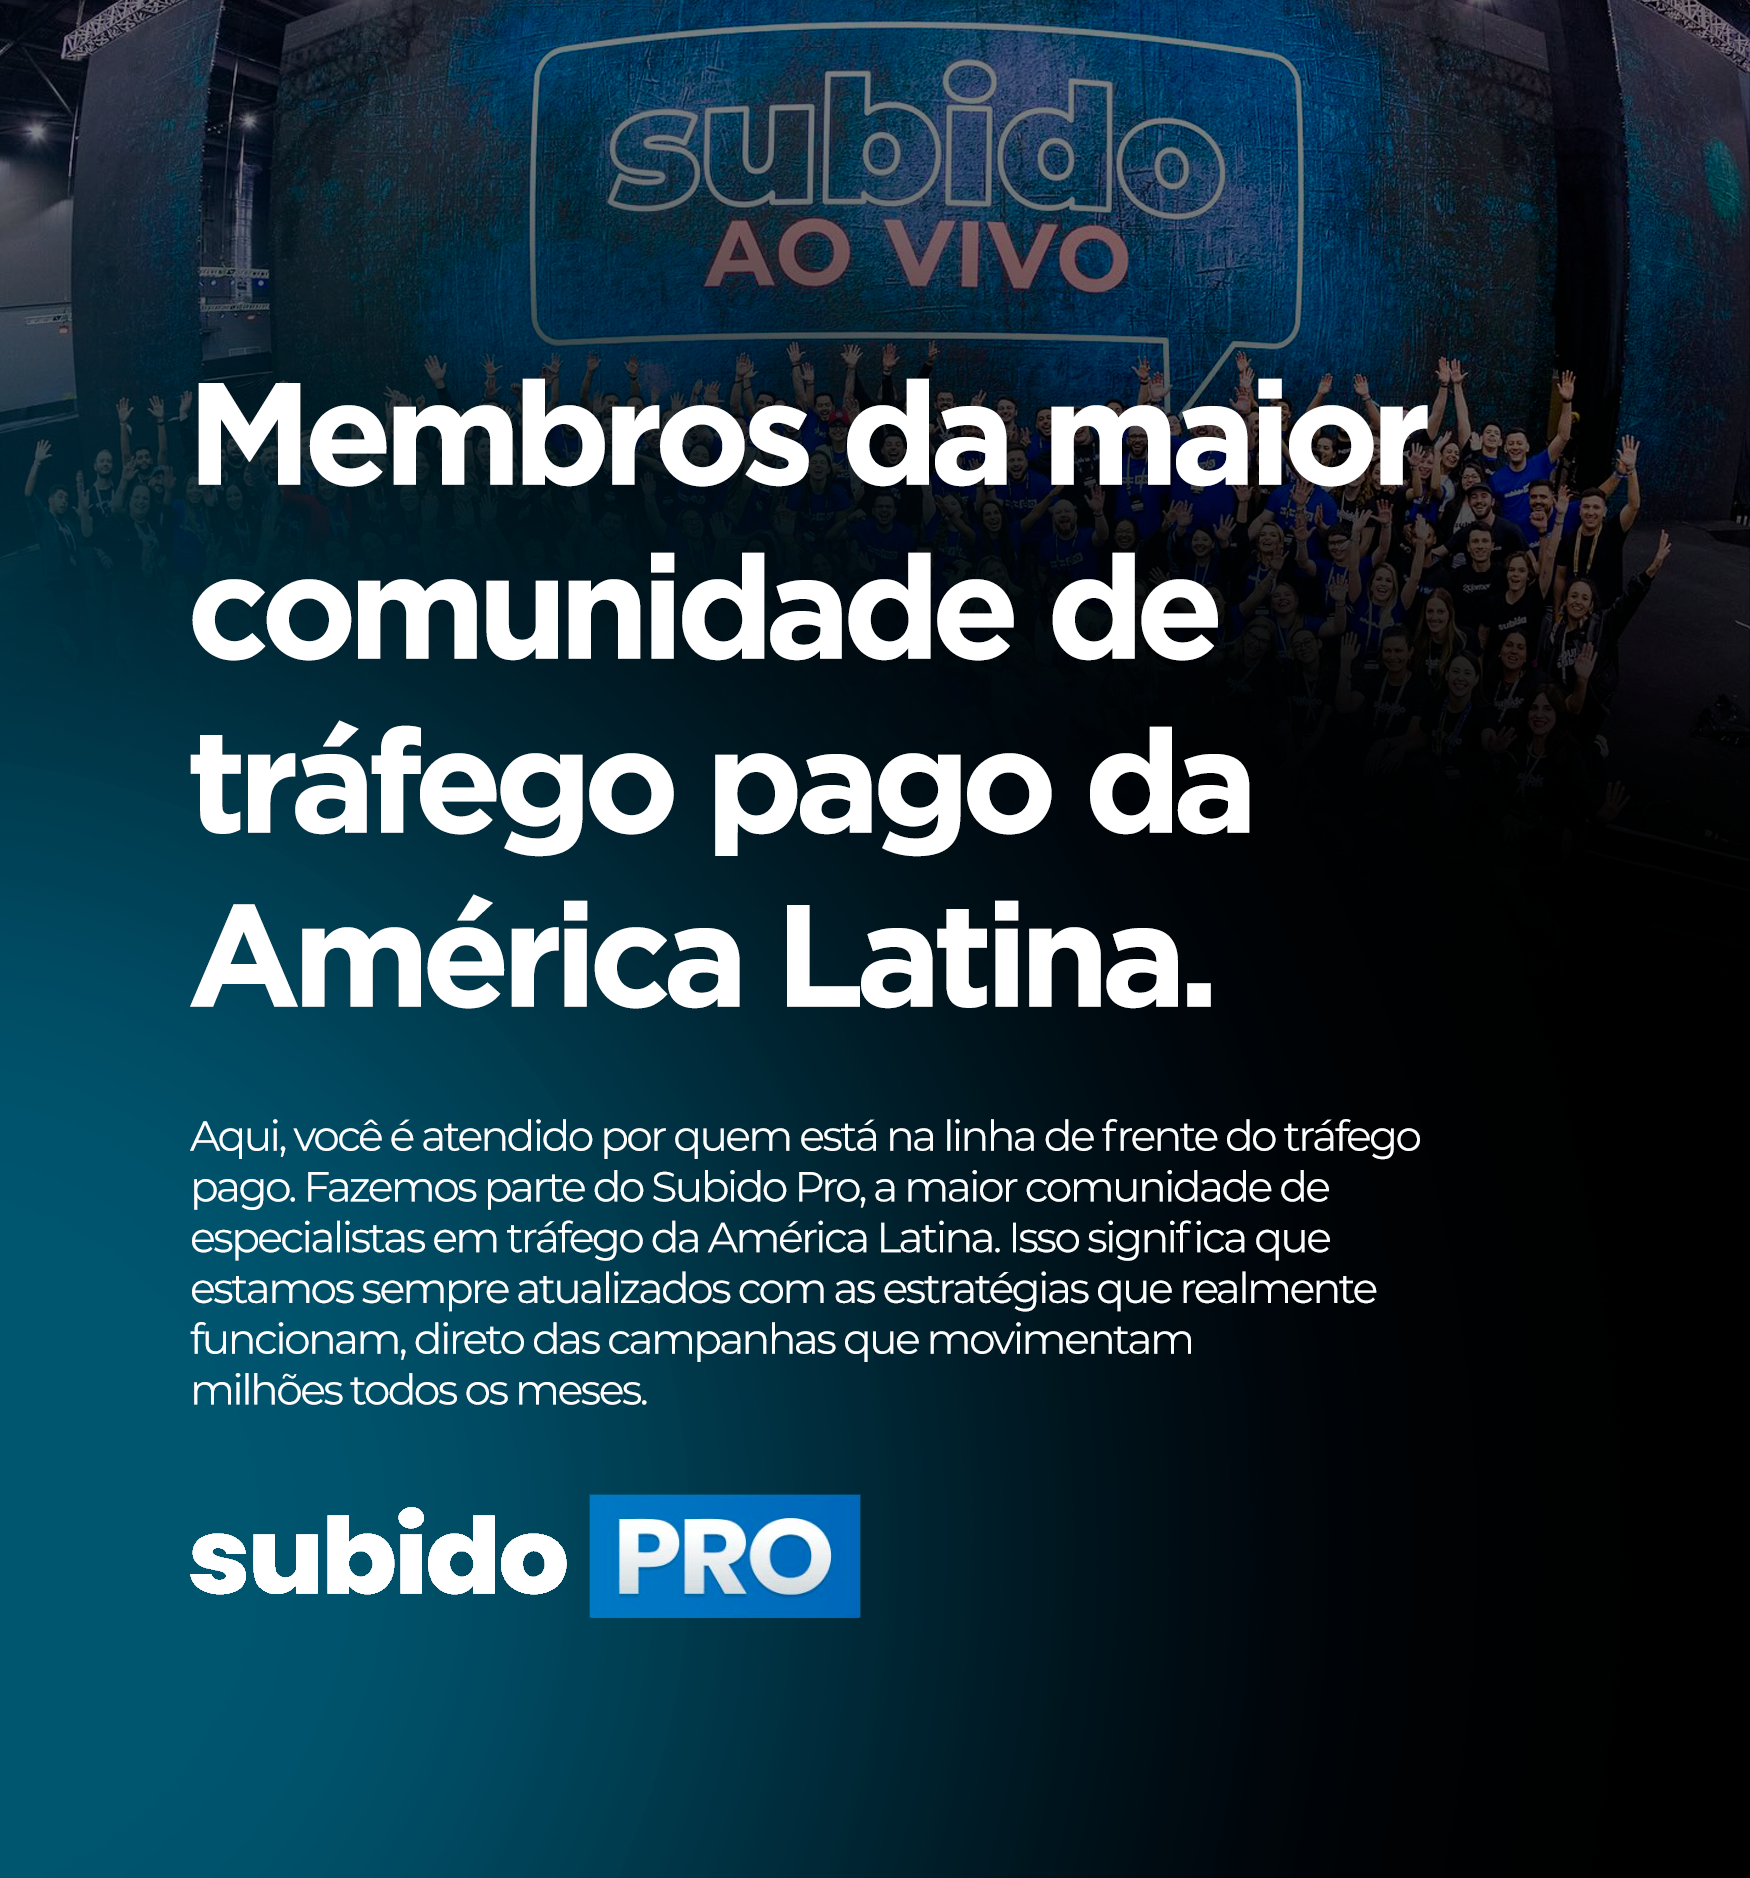 subido
AO VIVO
Membros da maior
comunidade de
tráfego pago da
América Latina.
Aqui, você é atendido por quem está na linha de frente do tráfego
pago. Fazemos parte do Subido Pro, a maior comunidade de
especialistas em tráfego da América Latina. Isso significa que
estamos sempre atualizados com as estratégias que realmente
funcionam, direto das campanhas que movimentam
milhões todos os meses.
subido PRO